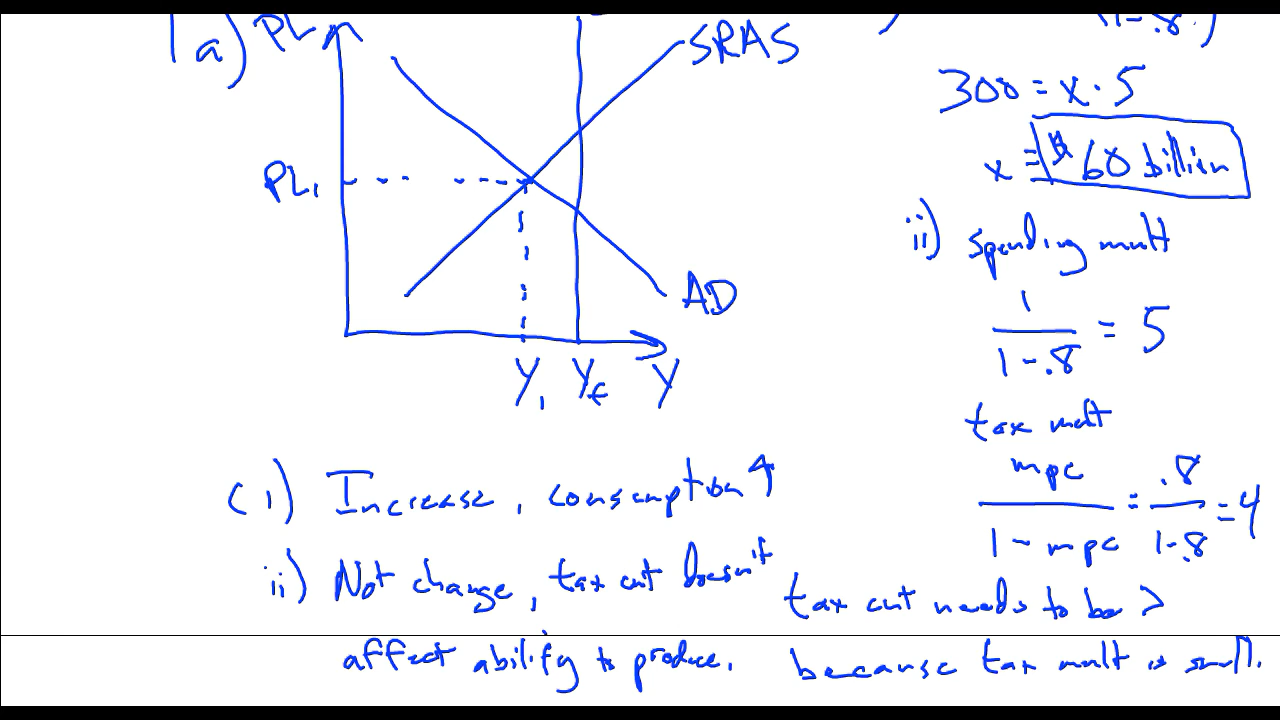 1 a) PL
SRAS
PL₁
AD
Y₁ Yf Y
(i) Increase, consumption ↑
ii) Not change, tax cut doesn't
affect ability to produce.
(1-.8)
300 = x · 5
x = $60 billion
ii) spending mult
1
1-.8 = 5
tax mult
mpc .8
1-mpc = 1-.8 = 4
tax cut needs to be >
because tax mult is small.